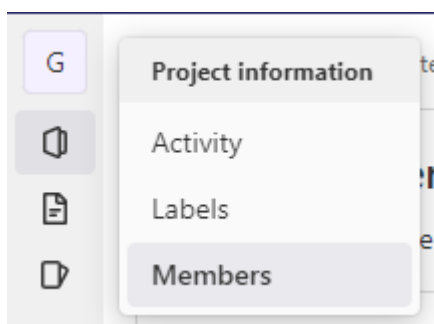 G
Project information
Activity
Labels
Members